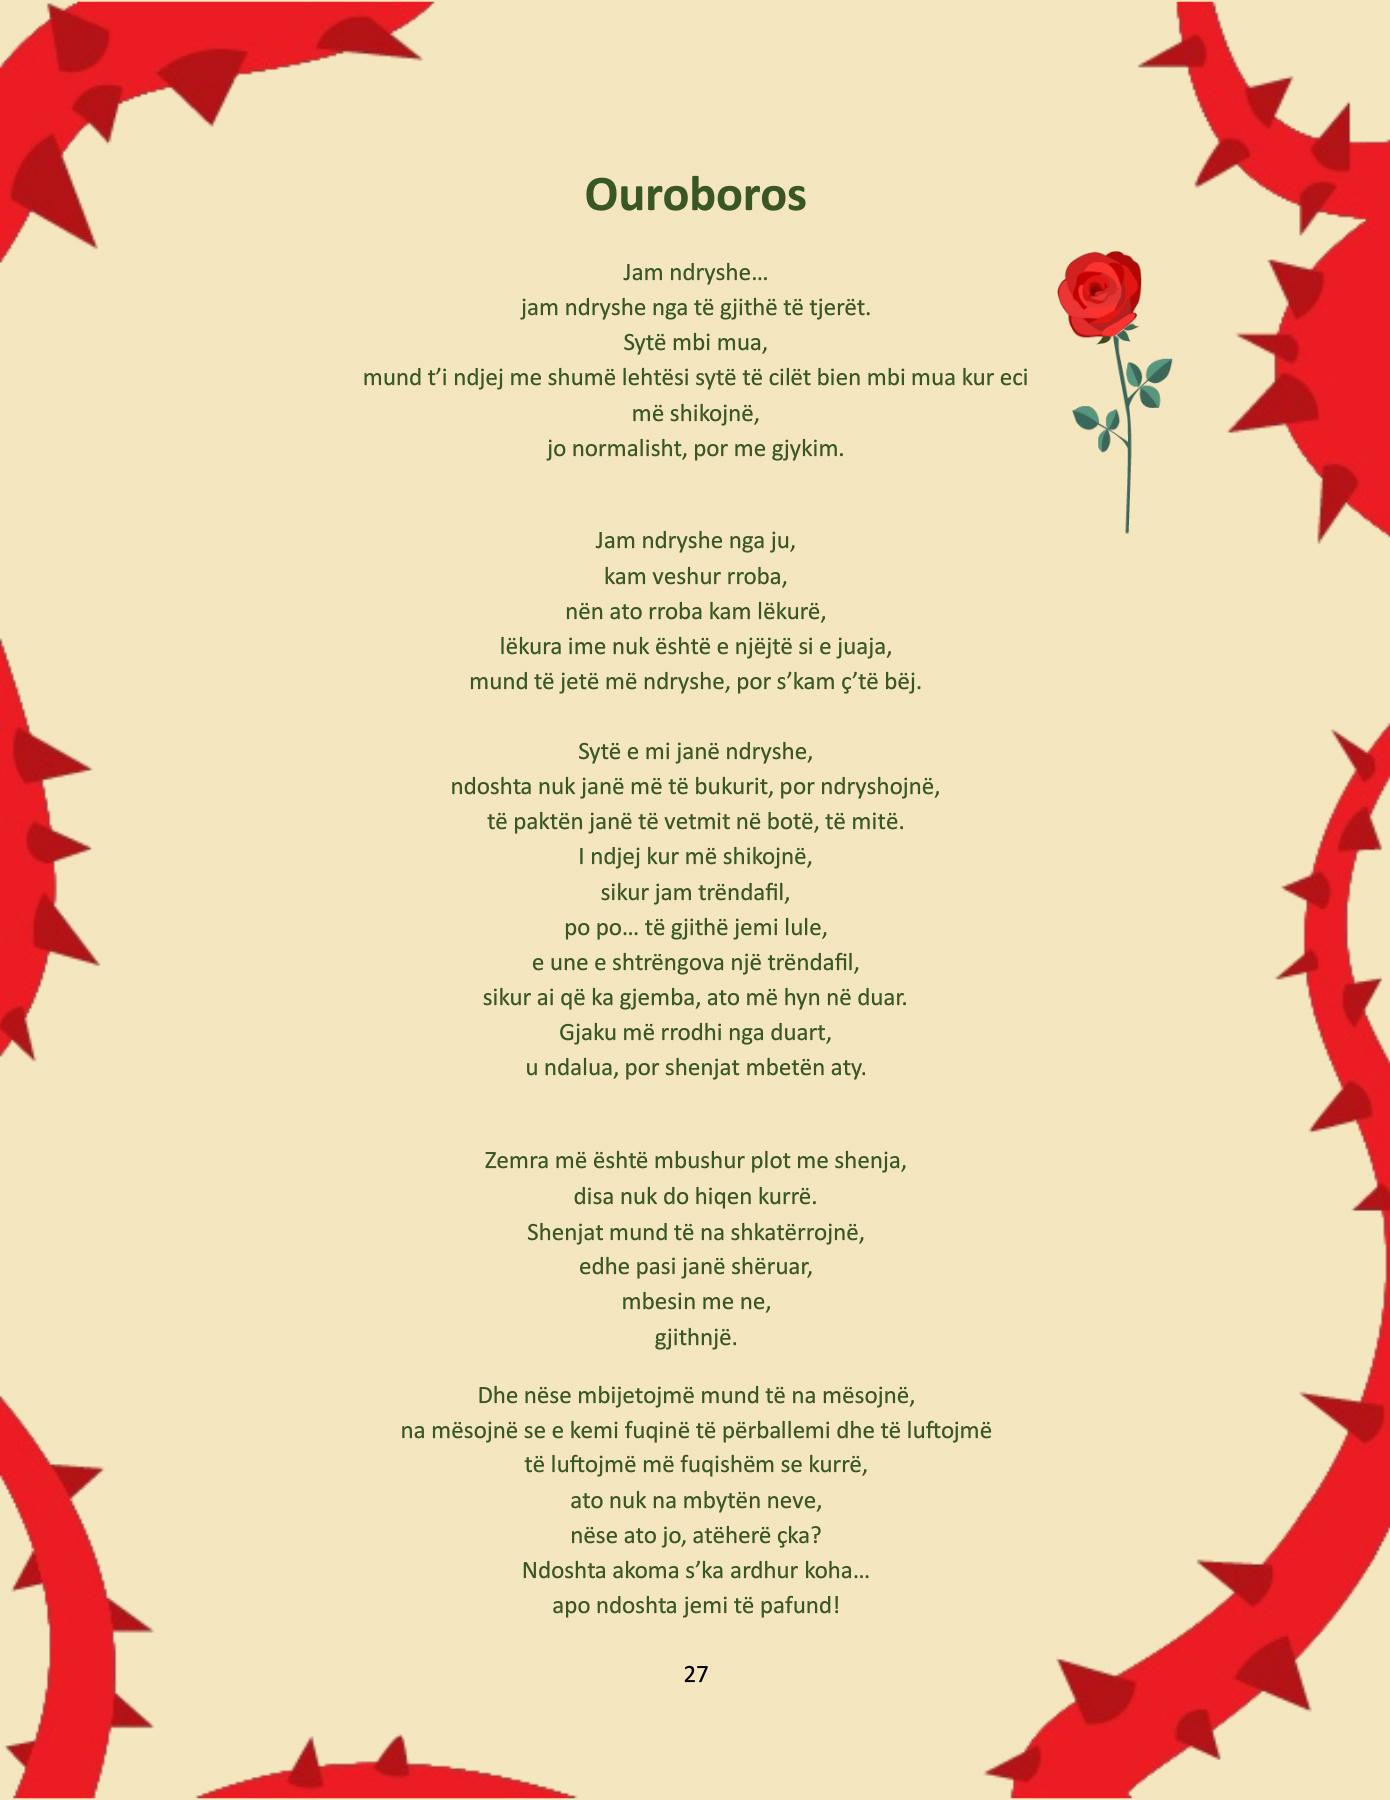 Ouroboros
Jam ndryshe...
jam ndryshe nga të gjithë të tjerët.
Sytë mbi mua,
mund t’i ndjej me shumë lehtësi sytë të cilët bien mbi mua kur eci
më shikojnë,
jo normalisht, por me gjykim.
Jam ndryshe nga ju,
kam veshur rroba,
nën ato rroba kam lëkurë,
lëkura ime nuk është e njëjtë si e juaja,
mund të jetë më ndryshe, por s’kam ç’të bëj.
Sytë e mi janë ndryshe,
ndoshta nuk janë më të bukurit, por ndryshojnë,
të paktën janë të vetmit në botë, të mitë.
I ndjej kur më shikojnë,
sikur jam trëndafil,
po po... të gjithë jemi lule,
e une e shtrëngova një trëndafil,
sikur ai që ka gjemba, ato më hyn në duar.
Gjaku më rrodhi nga duart,
u ndalua, por shenjat mbetën aty.
Zemra më është mbushur plot me shenja,
disa nuk do hiqen kurrë.
Shenjat mund të na shkatërrojnë,
edhe pasi janë shëruar,
mbesin me ne,
gjithnjë.
Dhe nëse mbijetojmë mund të na mësojnë,
na mësojnë se e kemi fuqinë të përballemi dhe të luftojmë
të luftojmë më fuqishëm se kurrë,
ato nuk na mbytën neve,
nëse ato jo, atëherë çka?
Ndoshta akoma s’ka ardhur koha...
apo ndoshta jemi të pafund!
27